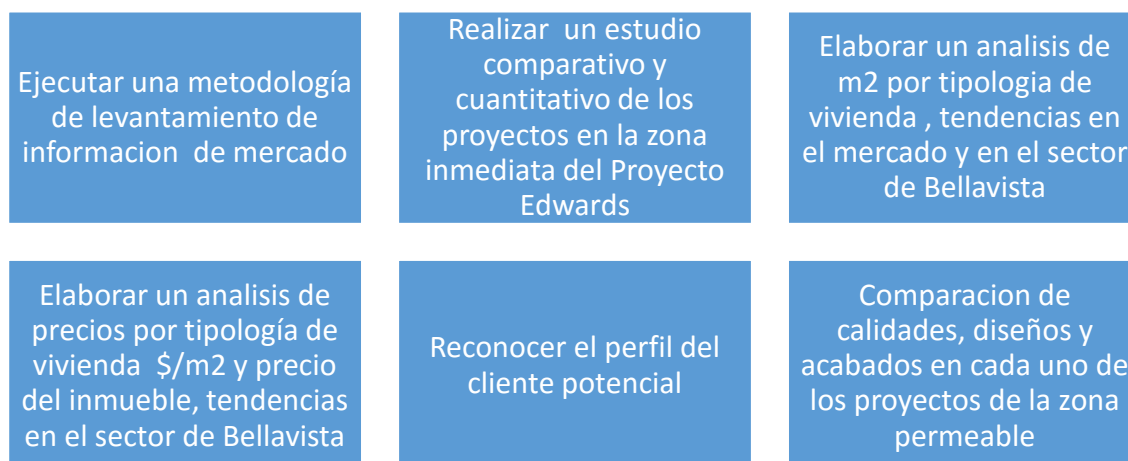 Ejecutar una metodología
de levantamiento de
informacion de mercado
Realizar un estudio
comparativo y
cuantitativo de los
proyectos en la zona
inmediata del Proyecto
Edwards
Elaborar un analisis de
m2 por tipologia de
vivienda , tendencias en
el mercado y en el sector
de Bellavista
Elaborar un analisis de
precios por tipología de
vivienda $/m2 y precio
del inmueble, tendencias
en el sector de Bellavista
Reconocer el perfil del
cliente potencial
Comparacion de
calidades, diseños y
acabados en cada uno de
los proyectos de la zona
permeable